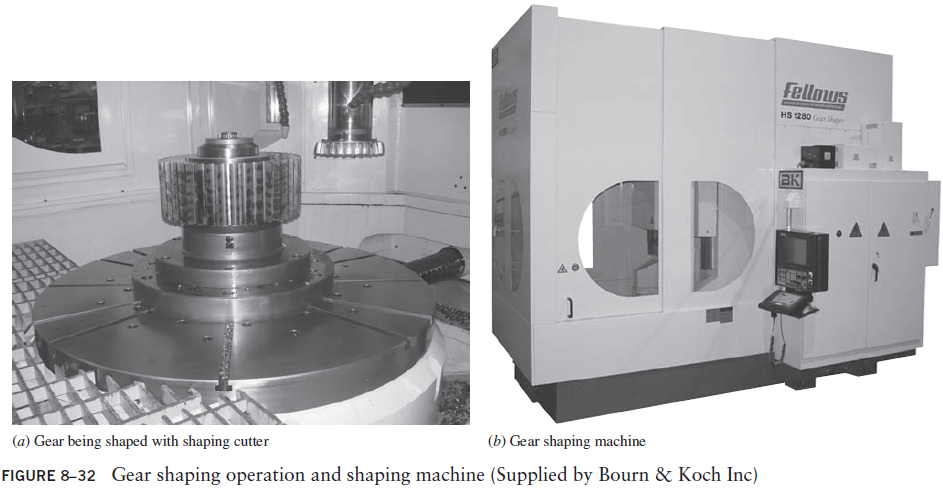 Fellows
HS 1280 Gear Shaper
BK
(a) Gear being shaped with shaping cutter
(b) Gear shaping machine
FIGURE 8–32 Gear shaping operation and shaping machine (Supplied by Bourn & Koch Inc)